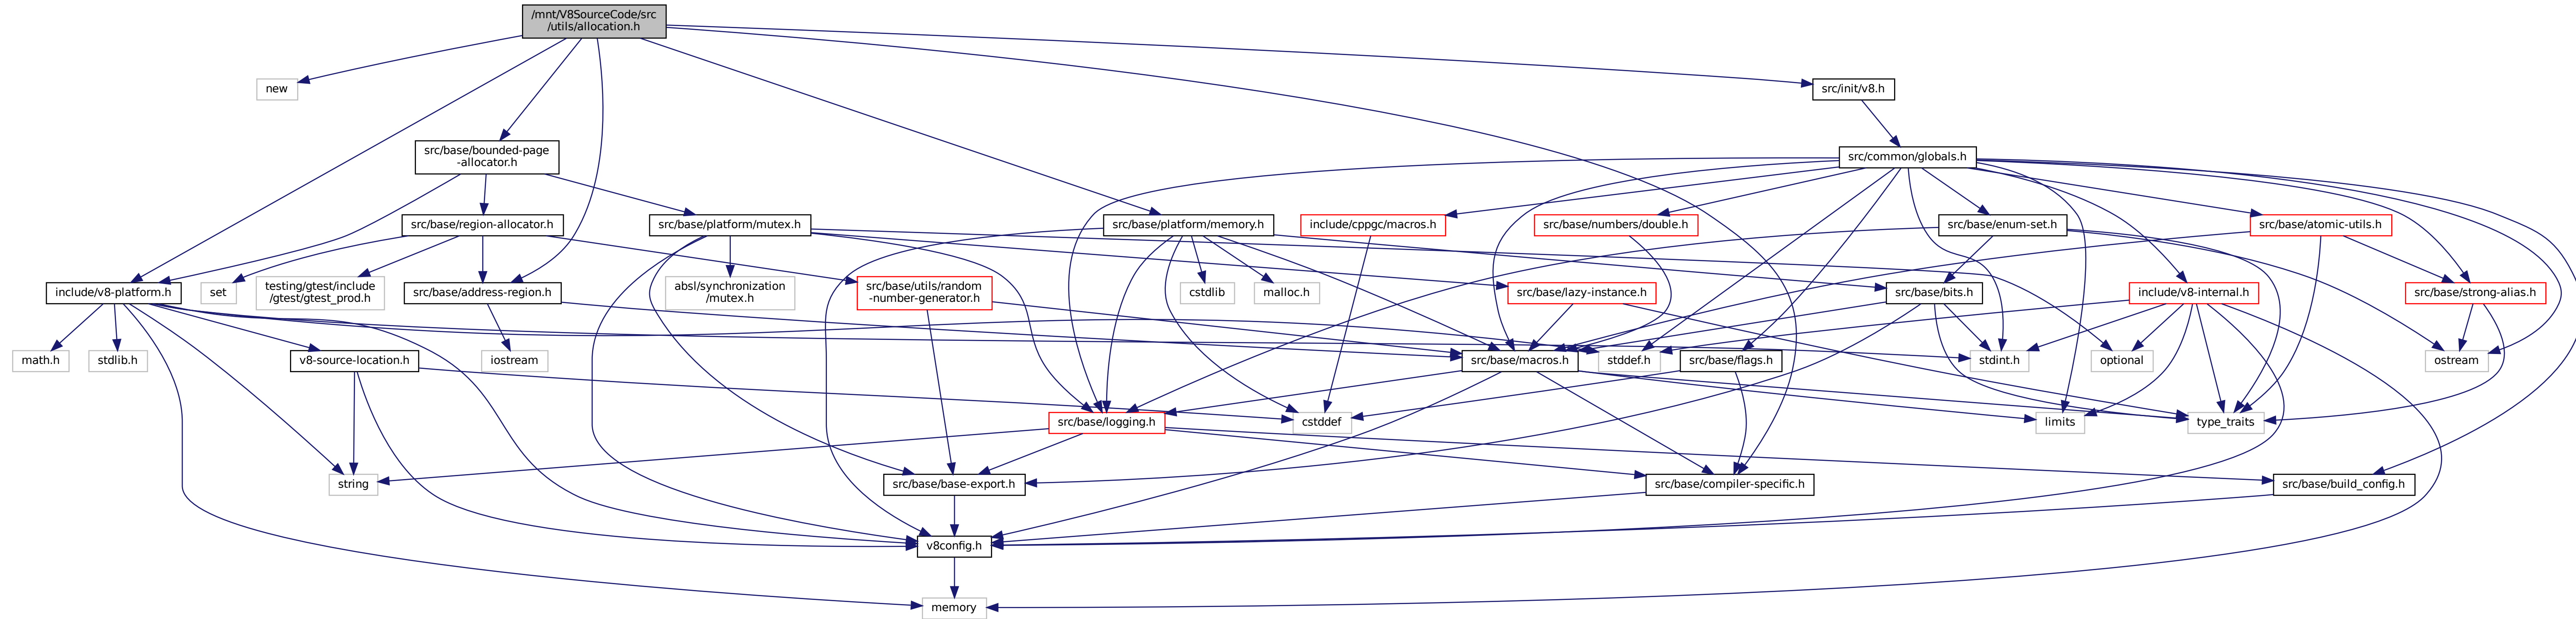 /mnt/V8SourceCode/src
/utils/allocation.h
new
src/init/v8.h
src/base/bounded-page
-allocator.h
src/common/globals.h
src/base/region-allocator.h
src/base/platform/mutex.h
src/base/platform/memory.h
include/cppgc/macros.h
src/base/numbers/double.h
src/base/enum-set.h
src/base/atomic-utils.h
include/v8-platform.h
set
testing/gtest/include
/gtest/gtest_prod.h
src/base/address-region.h
absl/synchronization
/mutex.h
src/base/utils/random
-number-generator.h
cstdlib
malloc.h
src/base/lazy-instance.h
src/base/bits.h
include/v8-internal.h
src/base/strong-alias.h
math.h
stdlib.h
v8-source-location.h
iostream
src/base/macros.h
stddef.h
src/base/flags.h
stdint.h
optional
ostream
src/base/logging.h
cstddef
limits
type_traits
string
src/base/base-export.h
src/base/compiler-specific.h
src/base/build_config.h
v8config.h
memory